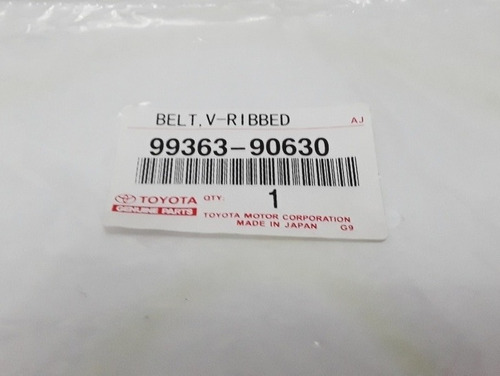 BELT,V-RIBBED AJ
99363-90630
TOYOTA QTY. 1
GENUINE PARTS TOYOTA MOTOR CORPORATION
MADE IN JAPAN G9